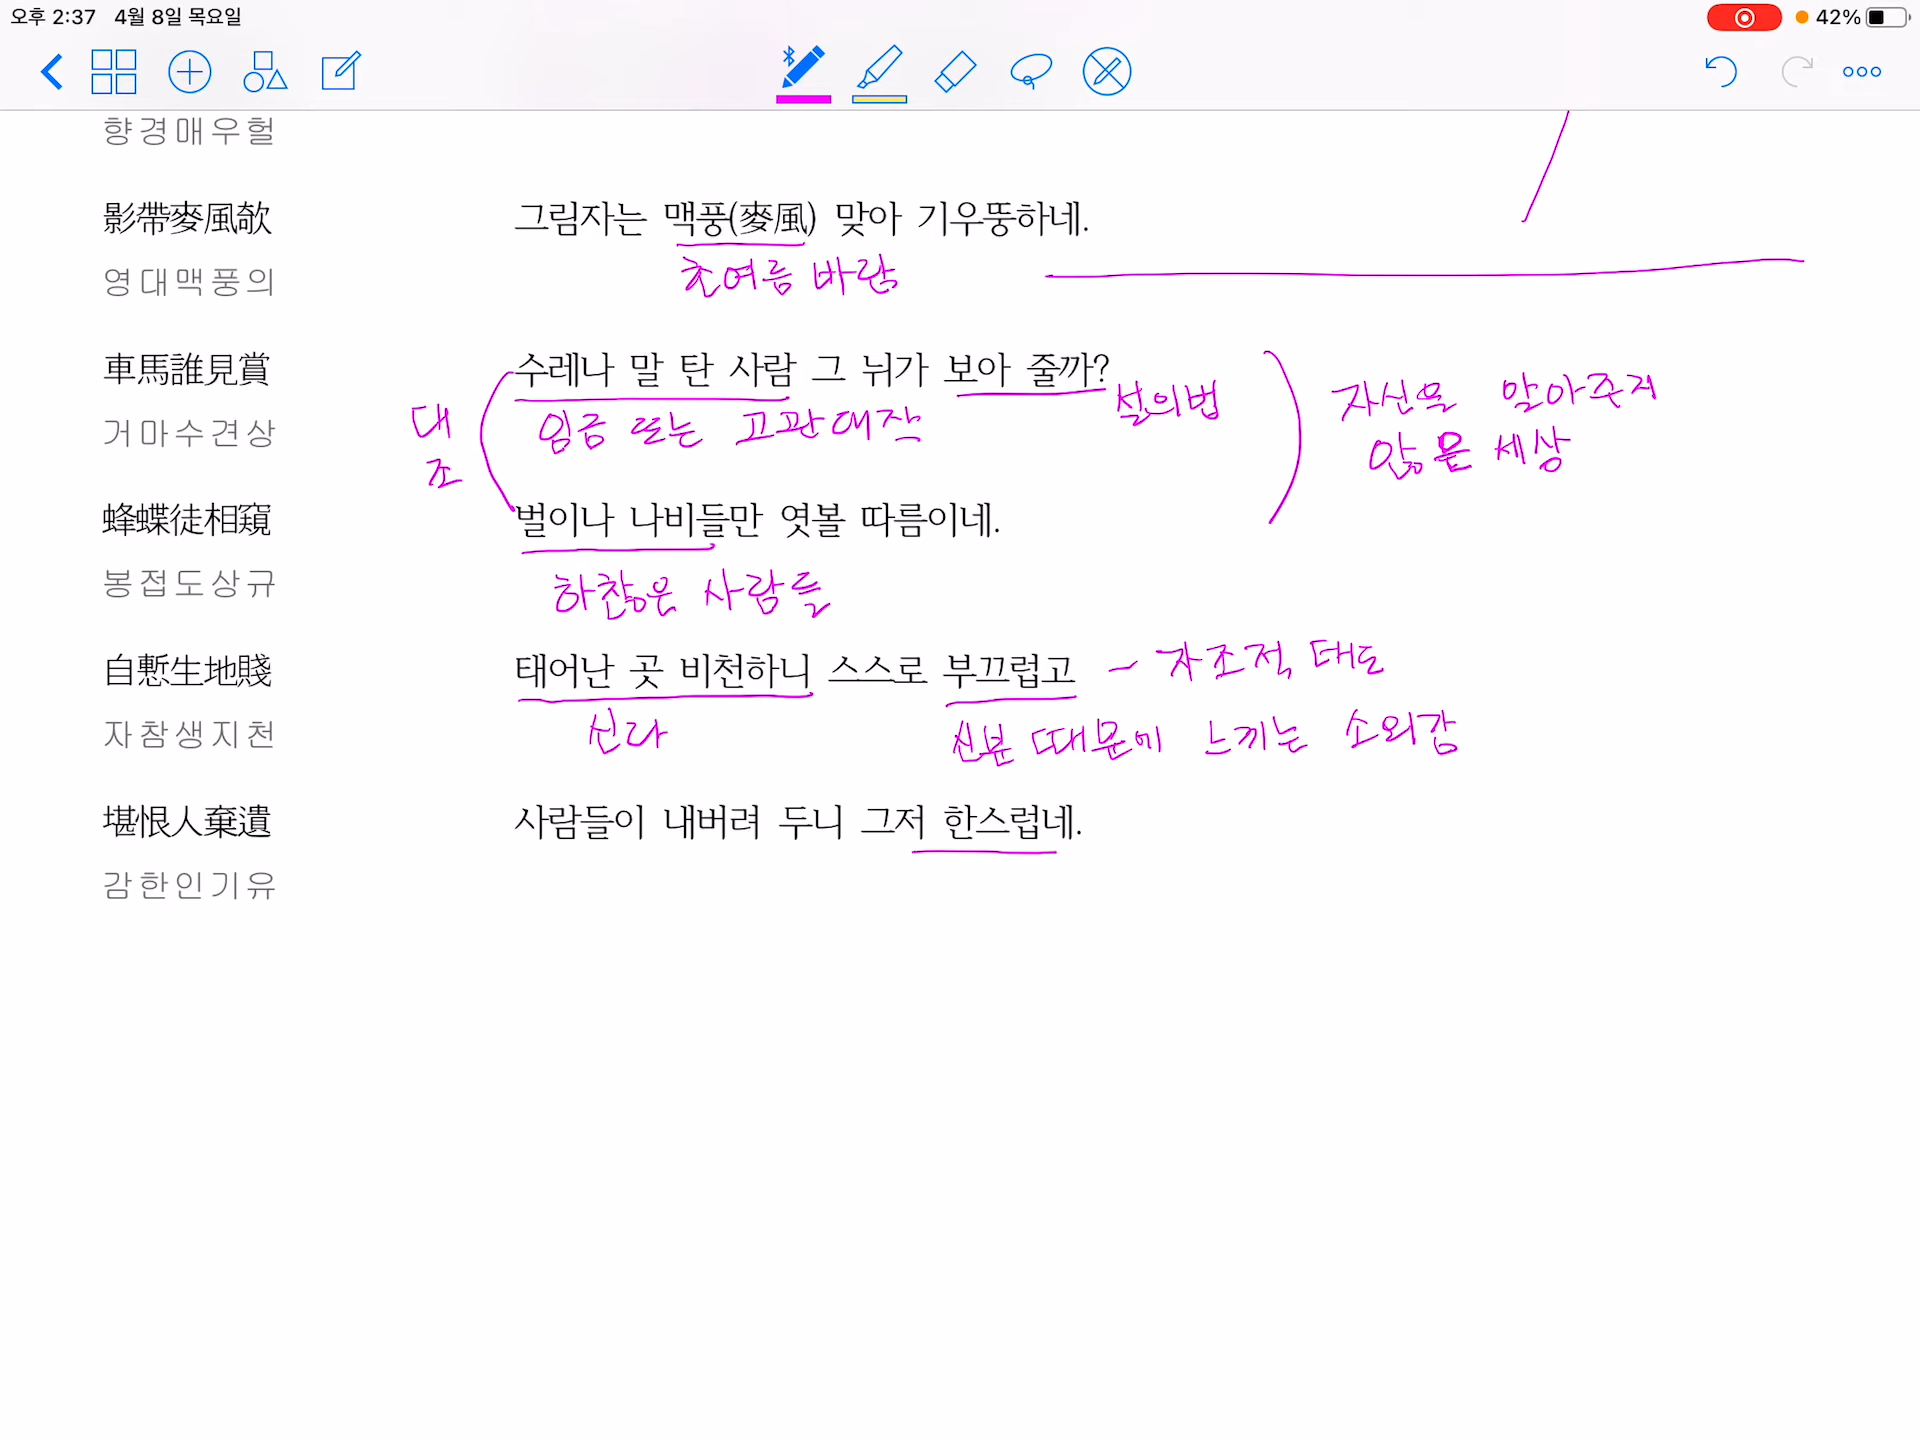 오후 2:37 4월 8일 목요일
42%
향경매우헐
影帶麥風欹 그림자는 맥풍(麥風) 맞아 기우뚱하네.
영대맥풍의 초여름 바람
車馬誰見賞 수레나 말 탄 사람 그 뉘가 보아 줄까?
설의법
자신을 알아주지
거마수견상 임금 또는 고관대작
않는 세상
대
조
蜂蝶徒相窺 벌이나 나비들만 엿볼 따름이네.
봉접도상규 하찮은 사람들
自慙生地賤 태어난 곳 비천하니 스스로 부끄럽고 - 자조적 태도
자참생지천 신라 신분 때문에 느끼는 소외감
堪恨人棄遺 사람들이 내버려 두니 그저 한스럽네.
감한인기유